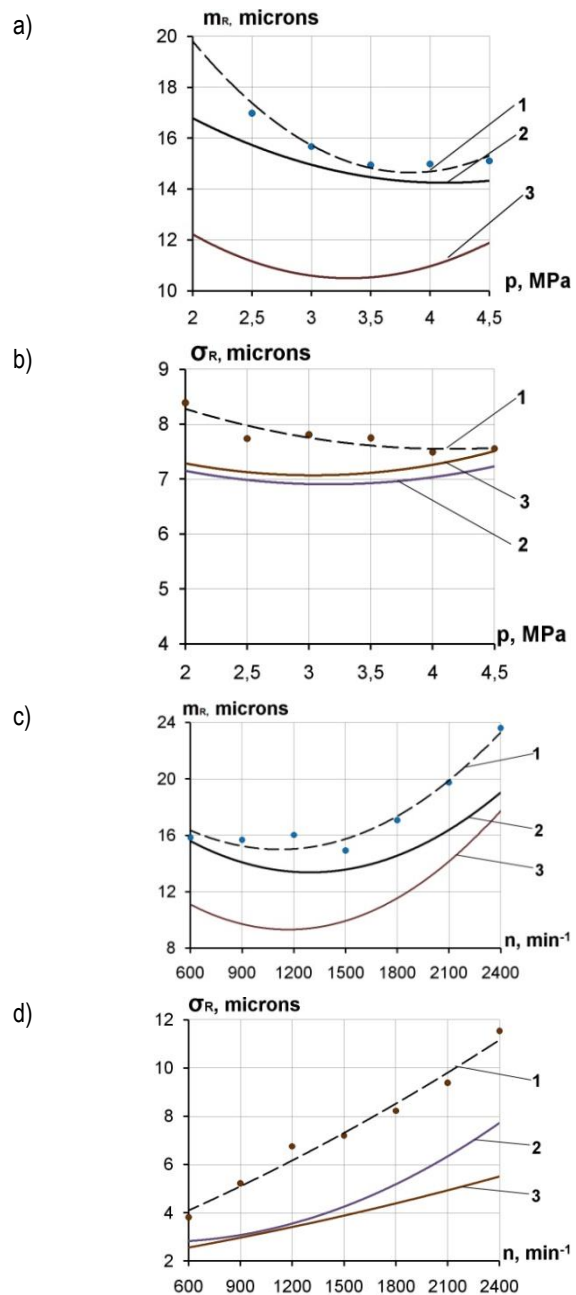 a)
mR, microns
20
18
16
14
12
10
1
2
3
p, MPa
2 2,5 3 3,5 4 4,5
b)
σR, microns
9
8
7
6
5
4
1
3
2
p, MPa
2 2,5 3 3,5 4 4,5
c)
mR, microns
24
20
16
12
8
1
2
3
n, min-1
600 900 1200 1500 1800 2100 2400
d)
σR, microns
12
10
8
6
4
2
1
2
3
n, min-1
600 900 1200 1500 1800 2100 2400